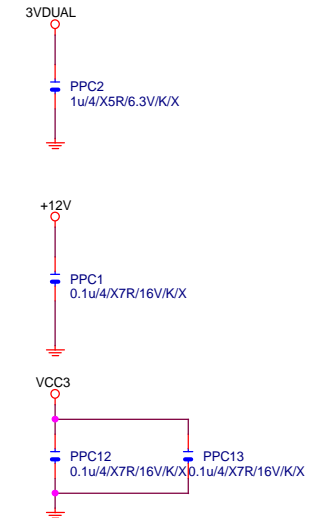 3VDUAL
PPC2
1u/4/X5R/6.3V/K/X
+12V
PPC1
0.1u/4/X7R/16V/K/X
VCC3
PPC12
0.1u/4/X7R/16V/K/X
PPC13
0.1u/4/X7R/16V/K/X